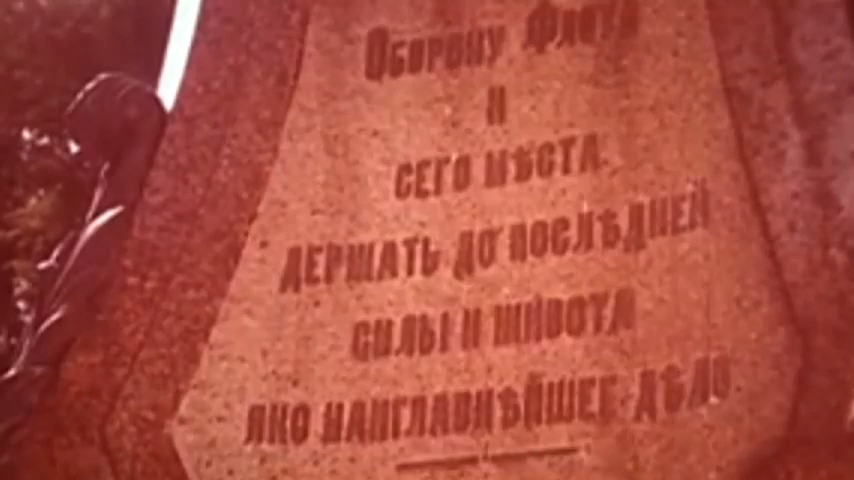 Оборону Флота
и
сего мѣста
держать до послѣдней
силы и живота
яко наиглавнѣйшее дѣло.